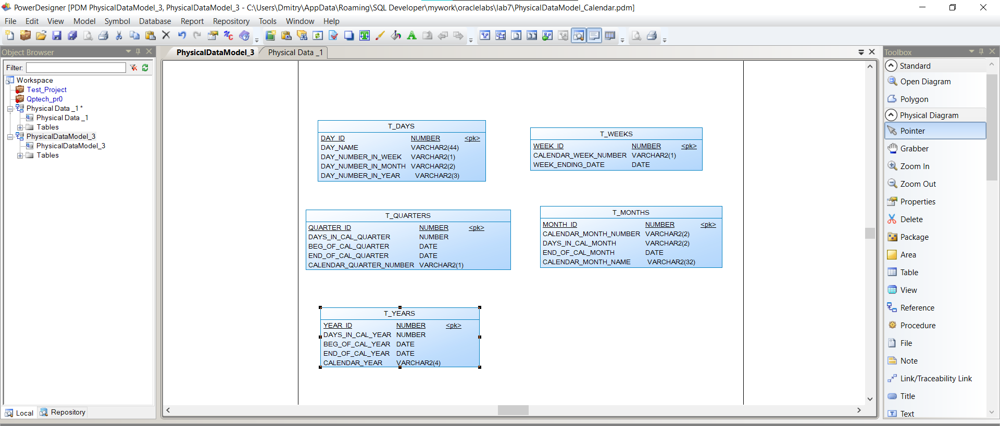 PowerDesigner [PDM PhysicalDataModel_3, PhysicalDataModel_3 - C:\Users\Dmitry\AppData\Roaming\SQL Developer\mywork\oraclelabs\lab7\PhysicalDataModel_Calendar.pdm]
File Edit View Model Symbol Database Report Repository Tools Window Help
Object Browser
Filter:
Workspace
Test_Project
Qptech_pr0
Physical Data _1 *
Physical Data _1
Tables
PhysicalDataModel_3
PhysicalDataModel_3
Tables
Local Repository
PhysicalDataModel_3 Physical Data _1
T_DAYS
DAY_ID NUMBER <pk>
DAY_NAME VARCHAR2(44)
DAY_NUMBER_IN_WEEK VARCHAR2(1)
DAY_NUMBER_IN_MONTH VARCHAR2(2)
DAY_NUMBER_IN_YEAR VARCHAR2(3)
T_WEEKS
WEEK_ID NUMBER <pk>
CALENDAR_WEEK_NUMBER VARCHAR2(1)
WEEK_ENDING_DATE DATE
T_QUARTERS
QUARTER_ID NUMBER <pk>
DAYS_IN_CAL_QUARTER NUMBER
BEG_OF_CAL_QUARTER DATE
END_OF_CAL_QUARTER DATE
CALENDAR_QUARTER_NUMBER VARCHAR2(1)
T_MONTHS
MONTH_ID NUMBER <pk>
CALENDAR_MONTH_NUMBER VARCHAR2(2)
DAYS_IN_CAL_MONTH VARCHAR2(2)
END_OF_CAL_MONTH DATE
CALENDAR_MONTH_NAME VARCHAR2(32)
T_YEARS
YEAR_ID NUMBER <pk>
DAYS_IN_CAL_YEAR NUMBER
BEG_OF_CAL_YEAR DATE
END_OF_CAL_YEAR DATE
CALENDAR_YEAR VARCHAR2(4)
Toolbox
Standard
Open Diagram
Polygon
Physical Diagram
Pointer
Grabber
Zoom In
Zoom Out
Properties
Delete
Package
Area
Table
View
Reference
Procedure
File
Note
Link/Traceability Link
Title
Text